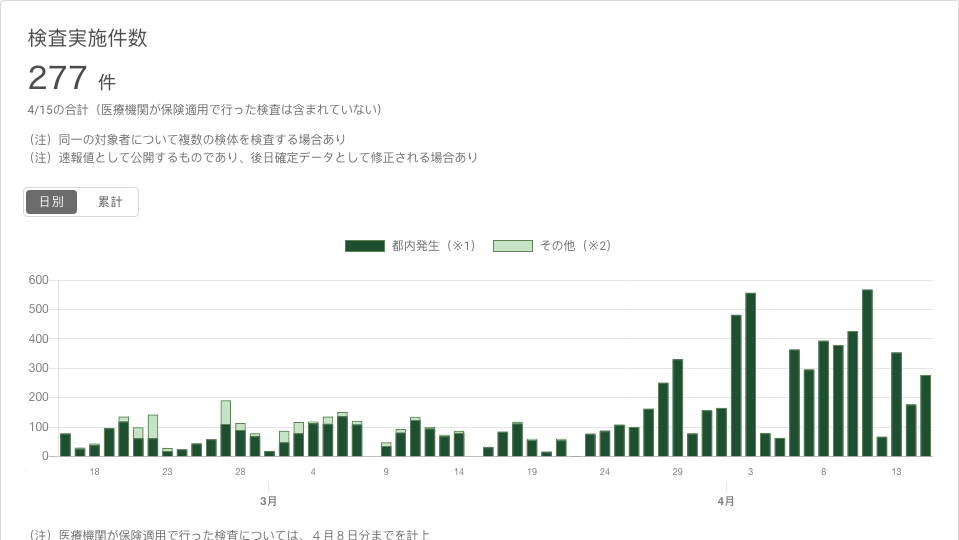 検査実施件数
277 件
4/15の合計（医療機関が保険適用で行った検査は含まれていない）
（注）同一の対象者について複数の検体を検査する場合あり
（注）速報値として公開するものであり、後日確定データとして修正される場合あり
日別 累計
都内発生（※1） その他（※2）
600
500
400
300
200
100
0
18 23 28 4 9 14 19 24 29 3 8 13
3月 4月
（注）医療機関が保険適用で行った検査については、４月８日分までを計上